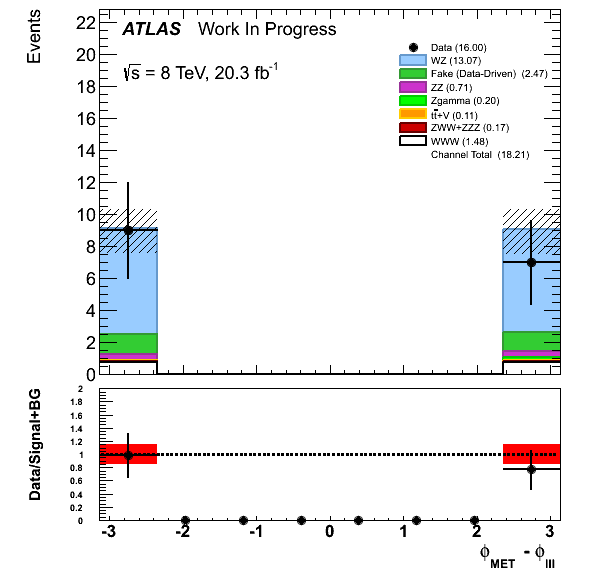 Events
22
20
18
16
14
12
10
8
6
4
2
0
ATLAS Work In Progress
√s = 8 TeV, 20.3 fb-1
Data (16.00)
WZ (13.07)
Fake (Data-Driven) (2.47)
ZZ (0.71)
Zgamma (0.20)
tt̄+V (0.11)
ZWW+ZZZ (0.17)
WWW (1.48)
Channel Total (18.21)
Data/Signal+BG
2
1.8
1.6
1.4
1.2
1
0.8
0.6
0.4
0.2
0
-3 -2 -1 0 1 2 3
ϕMET - ϕlll